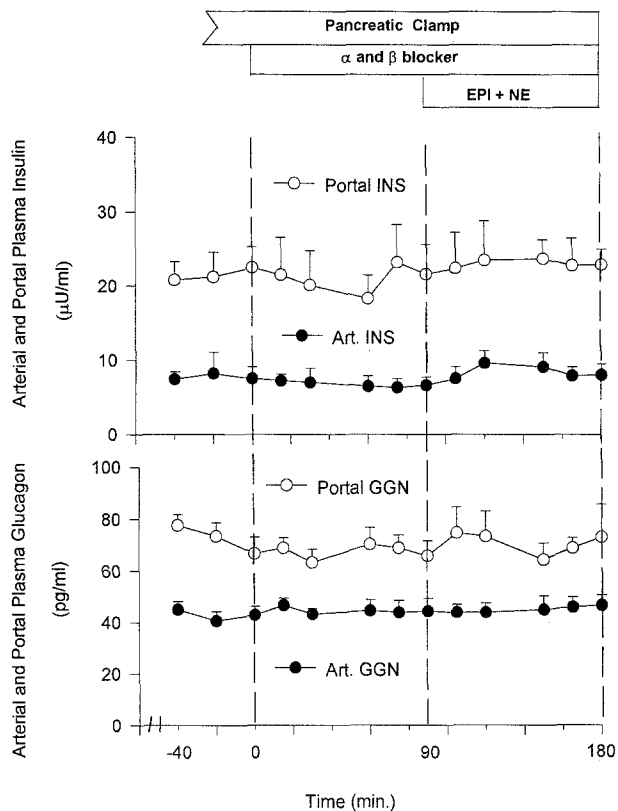 Pancreatic Clamp
α and β blocker
EPI + NE
Arterial and Portal Plasma Insulin
(μU/ml)
40
30
20
10
0
Portal INS
Art. INS
Arterial and Portal Plasma Glucagon
(pg/ml)
100
80
60
40
20
0
Portal GGN
Art. GGN
-40 0 90 180
Time (min.)